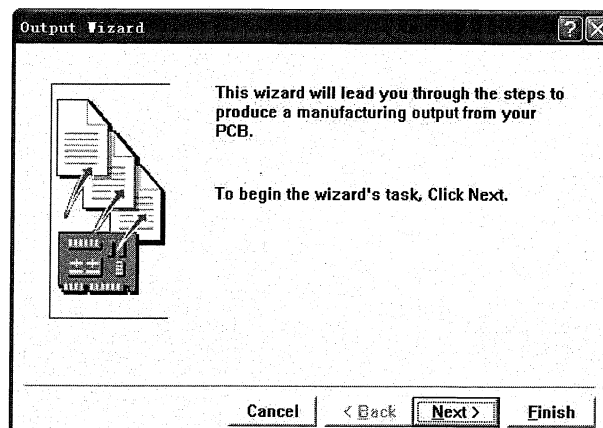 Output Wizard
This wizard will lead you through the steps to
produce a manufacturing output from your
PCB.
To begin the wizard's task, Click Next.
Cancel
< Back
Next >
Finish